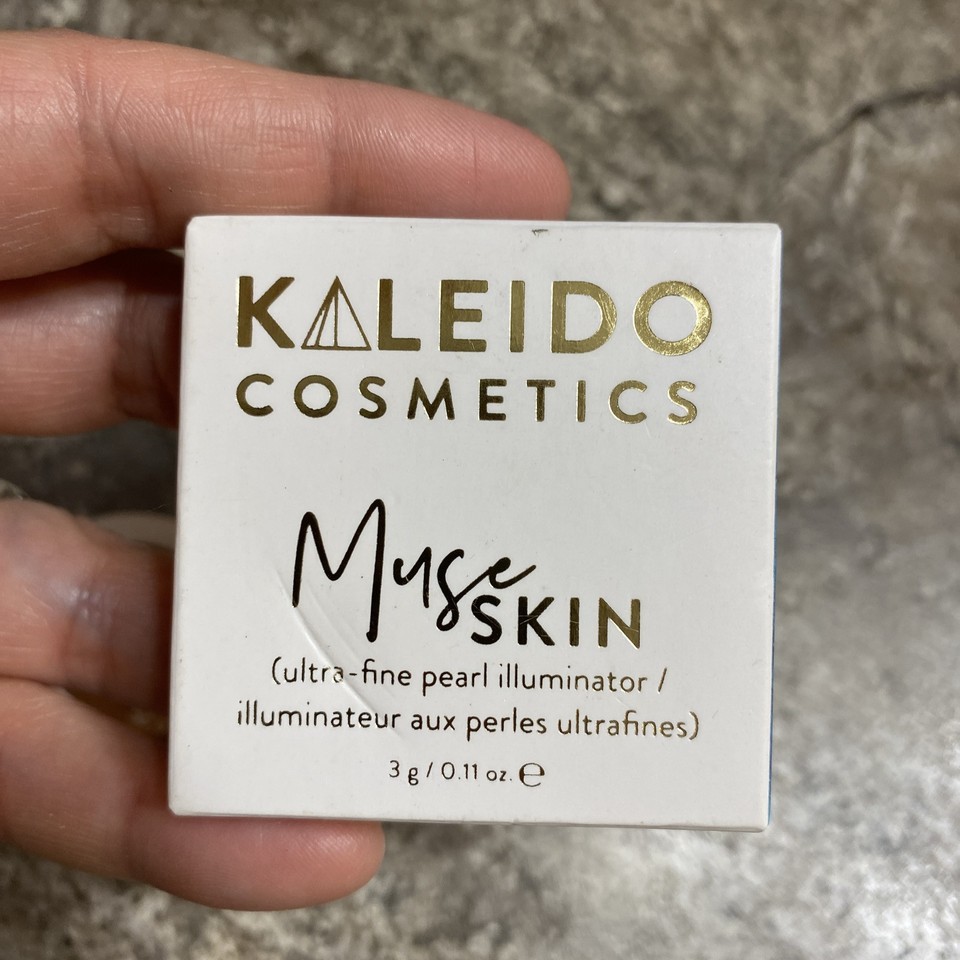 KALEIDO
COSMETICS
Muse SKIN
(ultra-fine pearl illuminator /
illuminateur aux perles ultrafines)
3 g / 0.11 oz. ℮